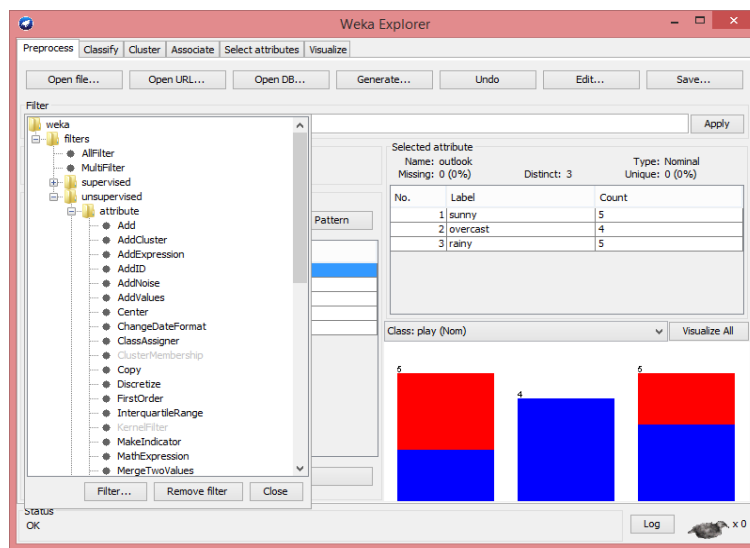 Weka Explorer
Preprocess Classify Cluster Associate Select attributes Visualize
Open file... Open URL... Open DB... Generate... Undo Edit... Save...
Filter
Apply
weka
filters
AllFilter
MultiFilter
supervised
unsupervised
attribute
Add
AddCluster
AddExpression
AddID
AddNoise
AddValues
Center
ChangeDateFormat
ClassAssigner
ClusterMembership
Copy
Discretize
FirstOrder
InterquartileRange
KernelFilter
MakeIndicator
MathExpression
MergeTwoValues
Filter... Remove filter Close
Pattern
Selected attribute
Name: outlook Type: Nominal
Missing: 0 (0%) Distinct: 3 Unique: 0 (0%)
No. Label Count
1 sunny 5
2 overcast 4
3 rainy 5
Class: play (Nom) Visualize All
5 4 5
Status
OK
Log x 0